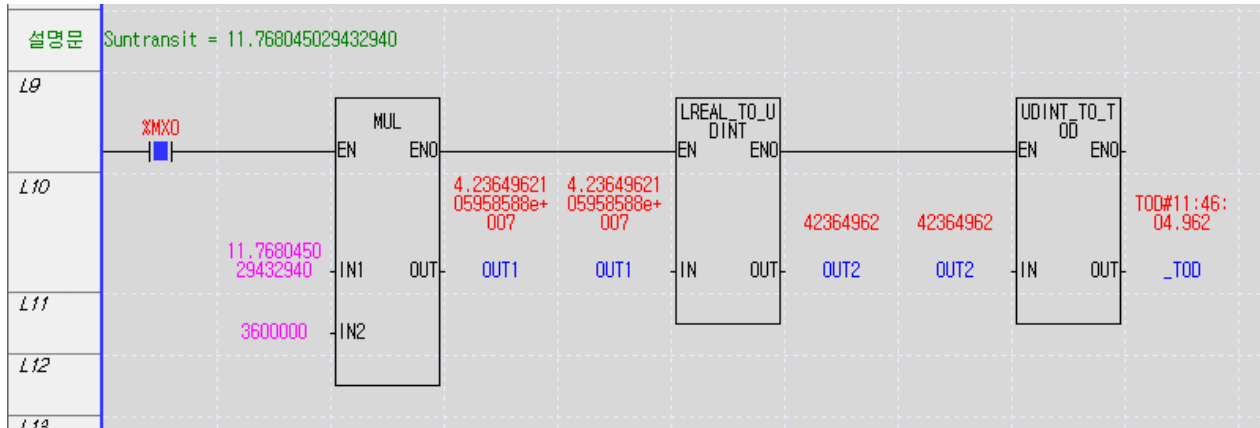 설명문 Suntransit = 11.768045029432940
L9
%MX0
MUL
LREAL_TO_U
DINT
UDINT_TO_T
OD
EN ENO EN ENO EN ENO
L10
4.23649621 4.23649621
05958588e+ 05958588e+
007 007
42364962 42364962
TOD#11:46:
04.962
11.7680450
29432940 IN1 OUT OUT1 OUT1 IN OUT OUT2 OUT2 IN OUT _TOD
L11
3600000 IN2
L12
L13